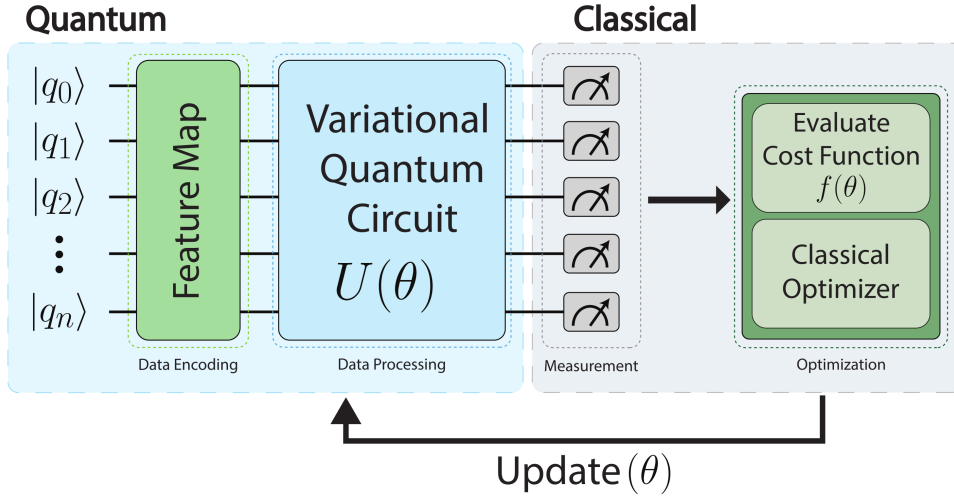 Quantum
Classical
|q₀⟩
|q₁⟩
|q₂⟩
|qₙ⟩
Feature Map
Data Encoding
Variational
Quantum
Circuit
U(θ)
Data Processing
Measurement
Evaluate
Cost Function
f(θ)
Classical
Optimizer
Optimization
Update(θ)